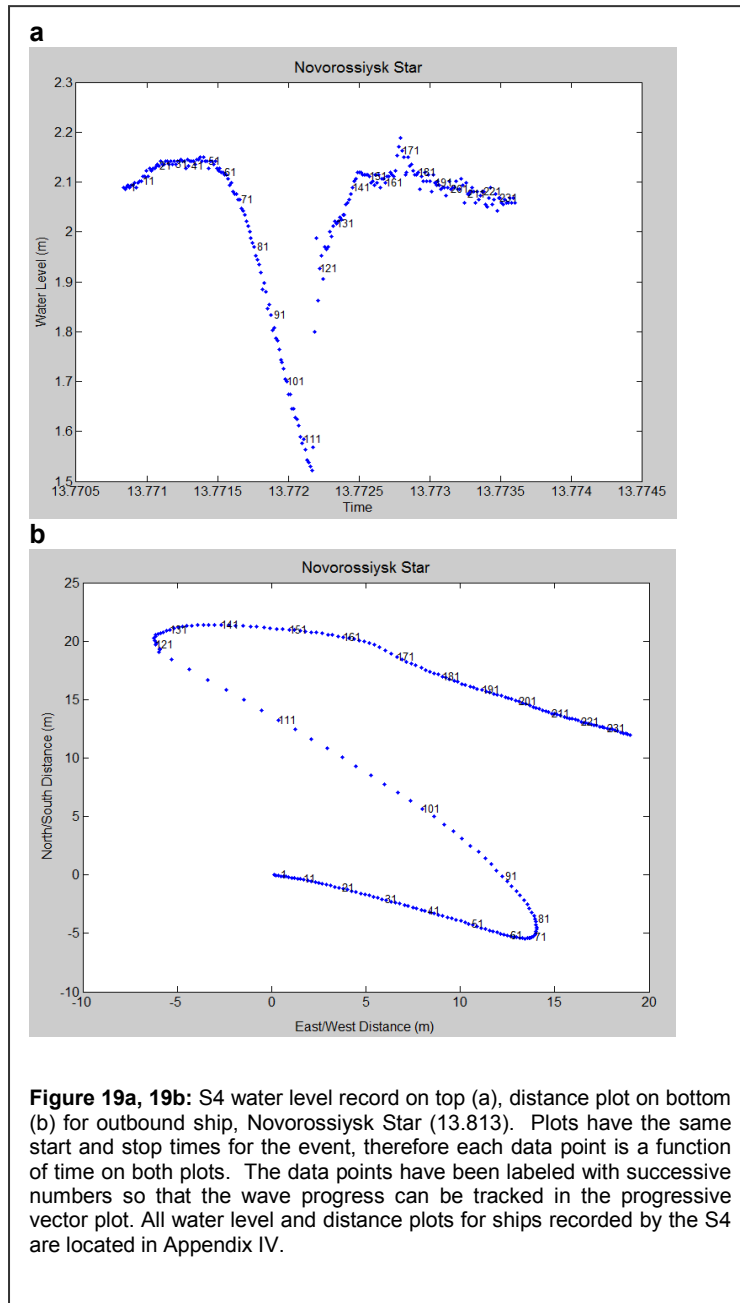 a
Novorossiysk Star
2.3
2.2
2.1
2
1.9
1.8
1.7
1.6
1.5
Water Level (m)
11 21 31 41 51 61 71 81 91 101 111 121 131 141 151 161 171 181 191 201 211 221 231
13.7705 13.771 13.7715 13.772 13.7725 13.773 13.7735 13.774 13.7745
Time
b
Novorossiysk Star
25
20
15
10
5
0
-5
-10
North/South Distance (m)
1 11 21 31 41 51 61 71 81 91 101 111 121 131 141 151 161 171 181 191 201 211 221 231
-10 -5 0 5 10 15 20
East/West Distance (m)
Figure 19a, 19b: S4 water level record on top (a), distance plot on bottom
(b) for outbound ship, Novorossiysk Star (13.813). Plots have the same
start and stop times for the event, therefore each data point is a function
of time on both plots. The data points have been labeled with successive
numbers so that the wave progress can be tracked in the progressive
vector plot. All water level and distance plots for ships recorded by the S4
are located in Appendix IV.